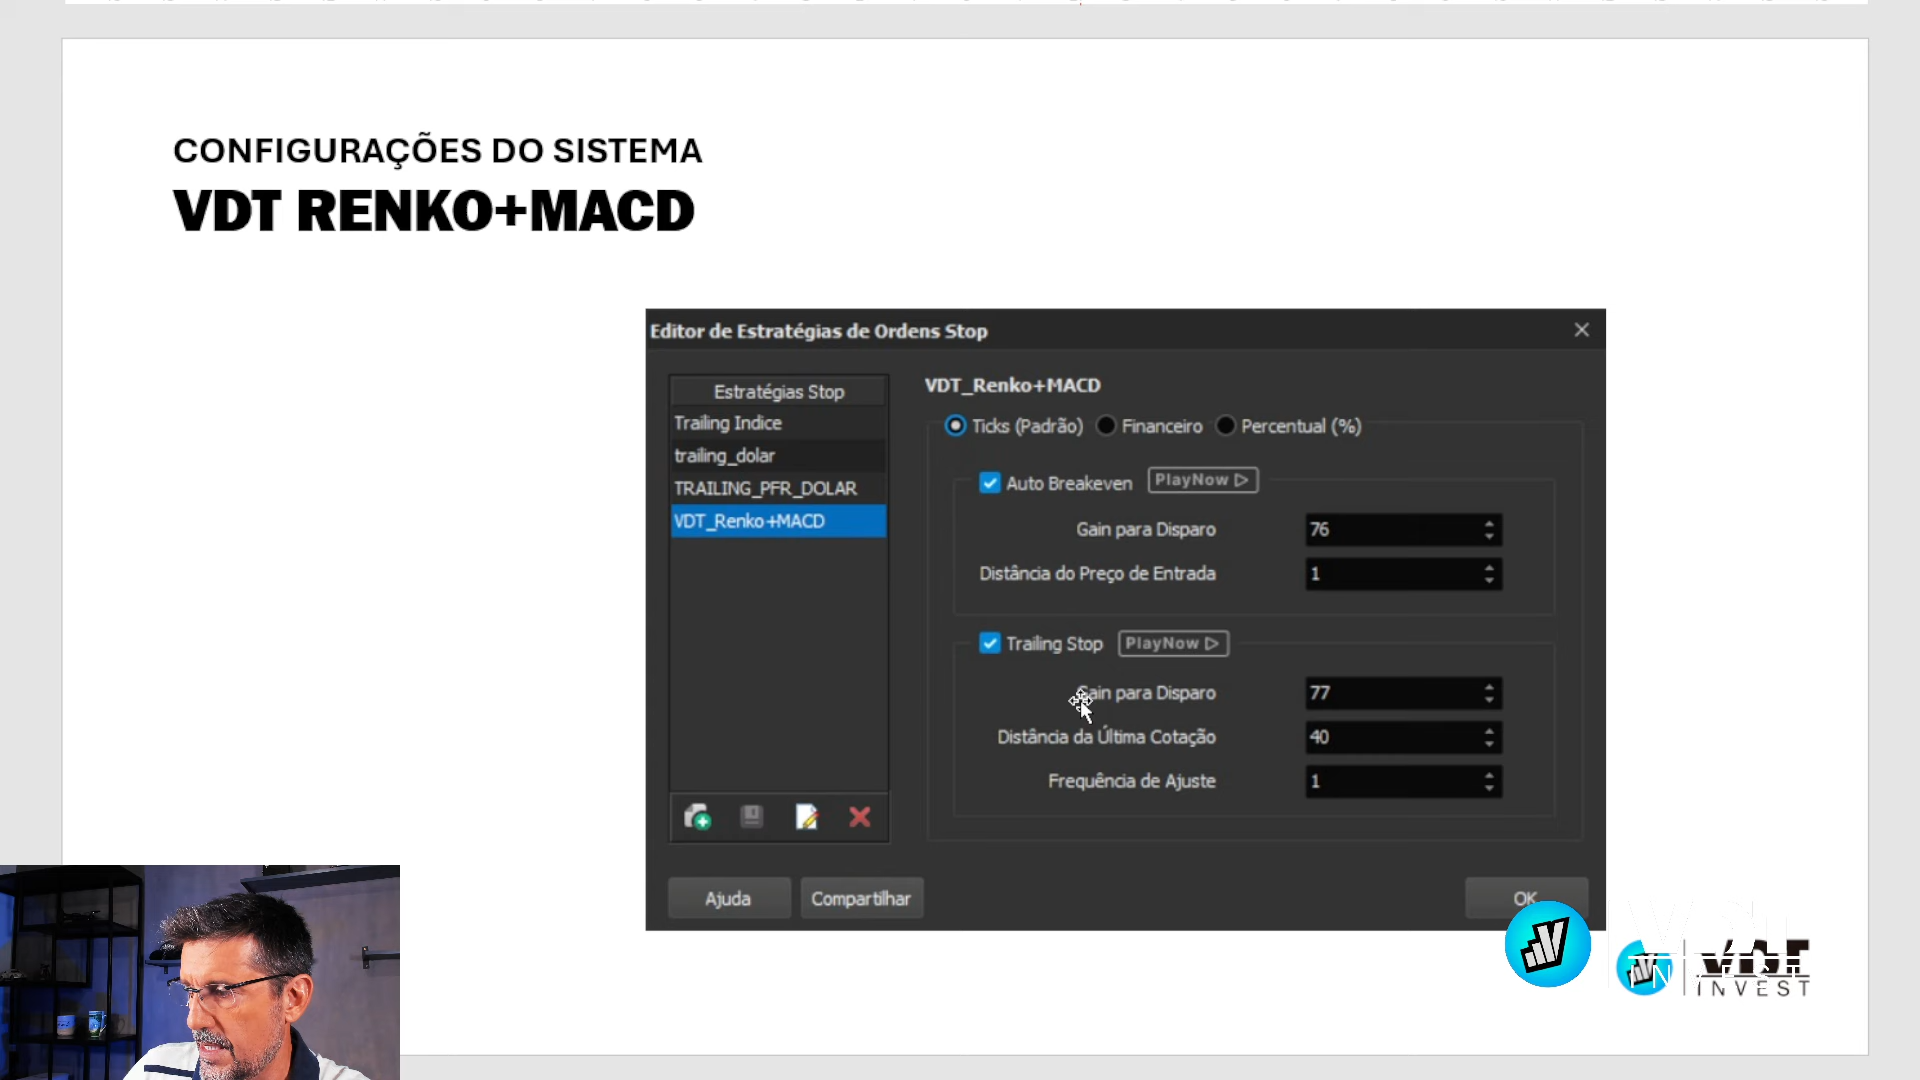 CONFIGURAÇÕES DO SISTEMA
VDT RENKO+MACD
Editor de Estratégias de Ordens Stop
Estratégias Stop
Trailing Indice
trailing_dolar
TRAILING_PFR_DOLAR
VDT_Renko+MACD
VDT_Renko+MACD
Ticks (Padrão) Financeiro Percentual (%)
Auto Breakeven PlayNow
Gain para Disparo 76
Distância do Preço de Entrada 1
Trailing Stop PlayNow
Gain para Disparo 77
Distância da Última Cotação 40
Frequência de Ajuste 1
Ajuda Compartilhar OK
VDT
INVEST